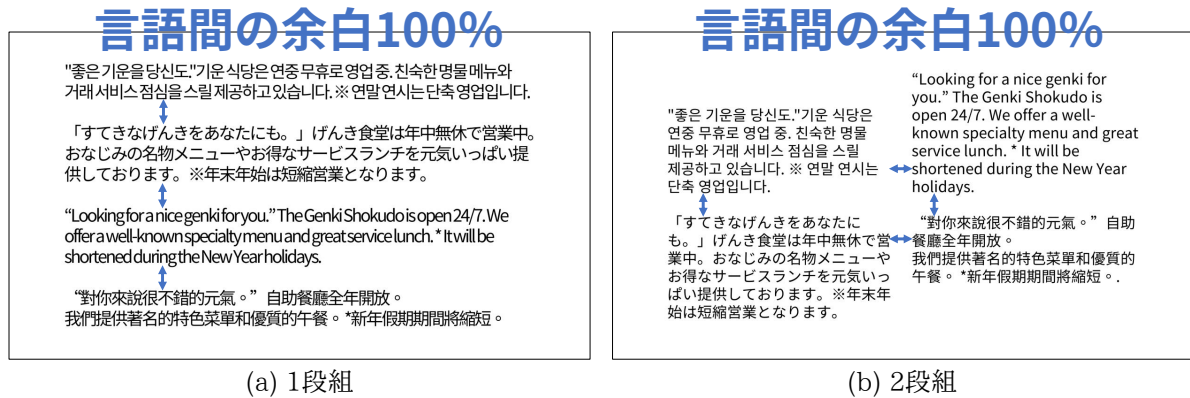 言語間の余白100%
"좋은 기운을 당신도."기운 식당은 연중 무휴로 영업 중. 친숙한 명물 메뉴와
거래 서비스 점심을 스릴 제공하고 있습니다. ※ 연말 연시는 단축 영업입니다.
「すてきなげんきをあなたにも。」げんき食堂は年中無休で営業中。
おなじみの名物メニューやお得なサービスランチを元気いっぱい提
供しております。※年末年始は短縮営業となります。
“Looking for a nice genki for you.” The Genki Shokudo is open 24/7. We
offer a well-known specialty menu and great service lunch. * It will be
shortened during the New Year holidays.
“對你來說很不錯的元氣。” 自助餐廳全年開放。
我們提供著名的特色菜單和優質的午餐。 *新年假期期間將縮短。
(a) 1段組
言語間の余白100%
"좋은 기운을 당신도."기운 식당은
연중 무휴로 영업 중. 친숙한 명물
메뉴와 거래 서비스 점심을 스릴
제공하고 있습니다. ※ 연말 연시는
단축 영업입니다.
「すてきなげんきをあなたに
も。」げんき食堂は年中無休で営
業中。おなじみの名物メニューや
お得なサービスランチを元気いっ
ぱい提供しております。※年末年
始は短縮営業となります。
“Looking for a nice genki for
you.” The Genki Shokudo is
open 24/7. We offer a well-
known specialty menu and great
service lunch. * It will be
shortened during the New Year
holidays.
“對你來說很不錯的元氣。” 自助
餐廳全年開放。
我們提供著名的特色菜單和優質的
午餐。 *新年假期期間將縮短。.
(b) 2段組